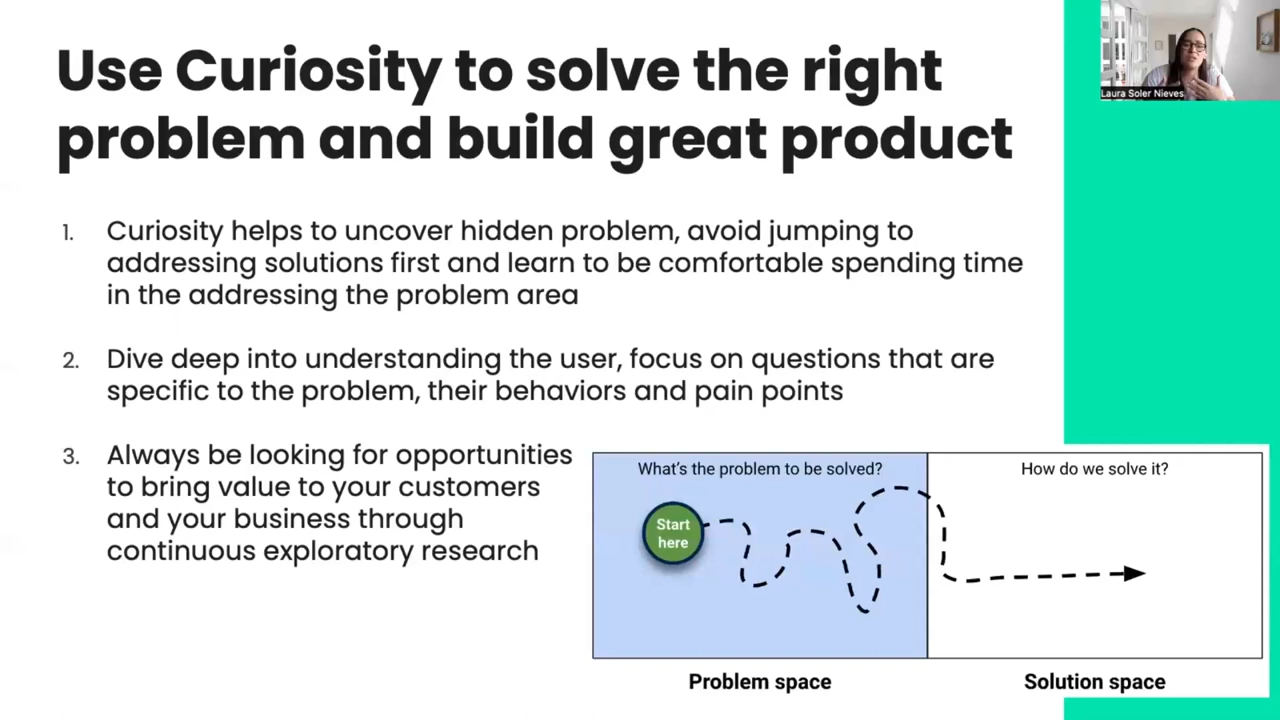 Use Curiosity to solve the right
problem and build great product
Laura Soler Nieves
1. Curiosity helps to uncover hidden problem, avoid jumping to
addressing solutions first and learn to be comfortable spending time
in the addressing the problem area
2. Dive deep into understanding the user, focus on questions that are
specific to the problem, their behaviors and pain points
3. Always be looking for opportunities
to bring value to your customers
and your business through
continuous exploratory research
What's the problem to be solved?
How do we solve it?
Start
here
Problem space
Solution space